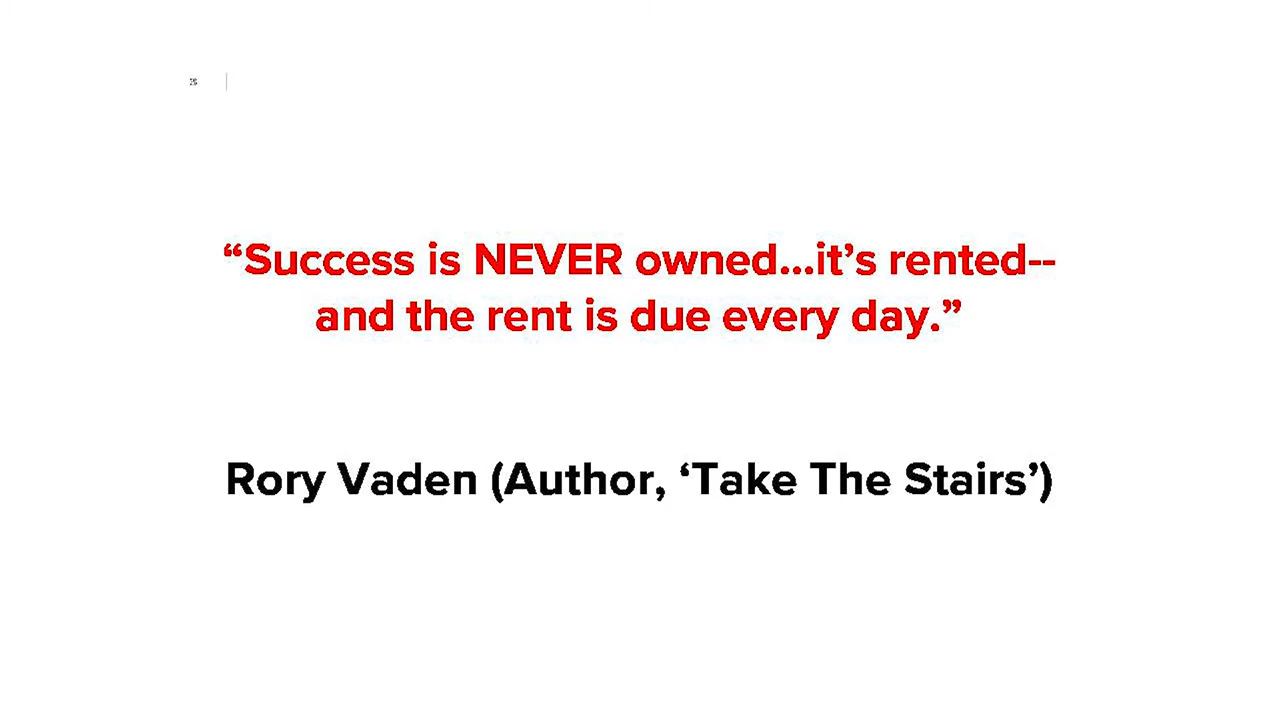 “Success is NEVER owned...it’s rented--
and the rent is due every day.”
Rory Vaden (Author, ‘Take The Stairs’)